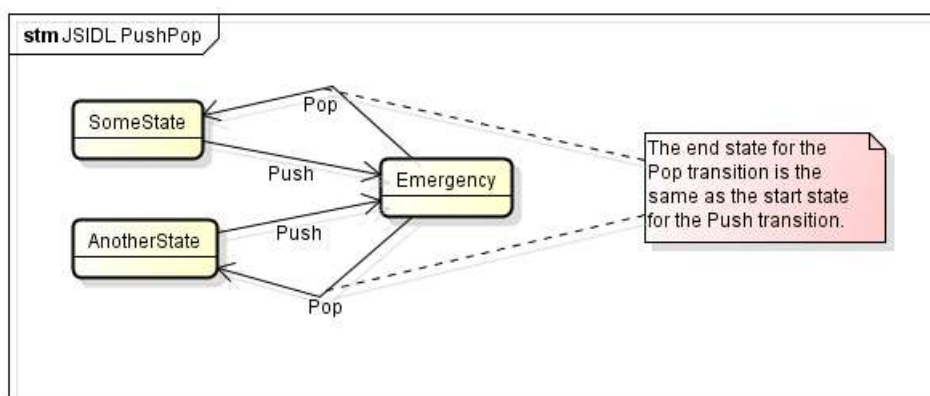 stm JSIDL PushPop
Pop
SomeState
Push
Emergency
AnotherState
Push
Pop
The end state for the
Pop transition is the
same as the start state
for the Push transition.